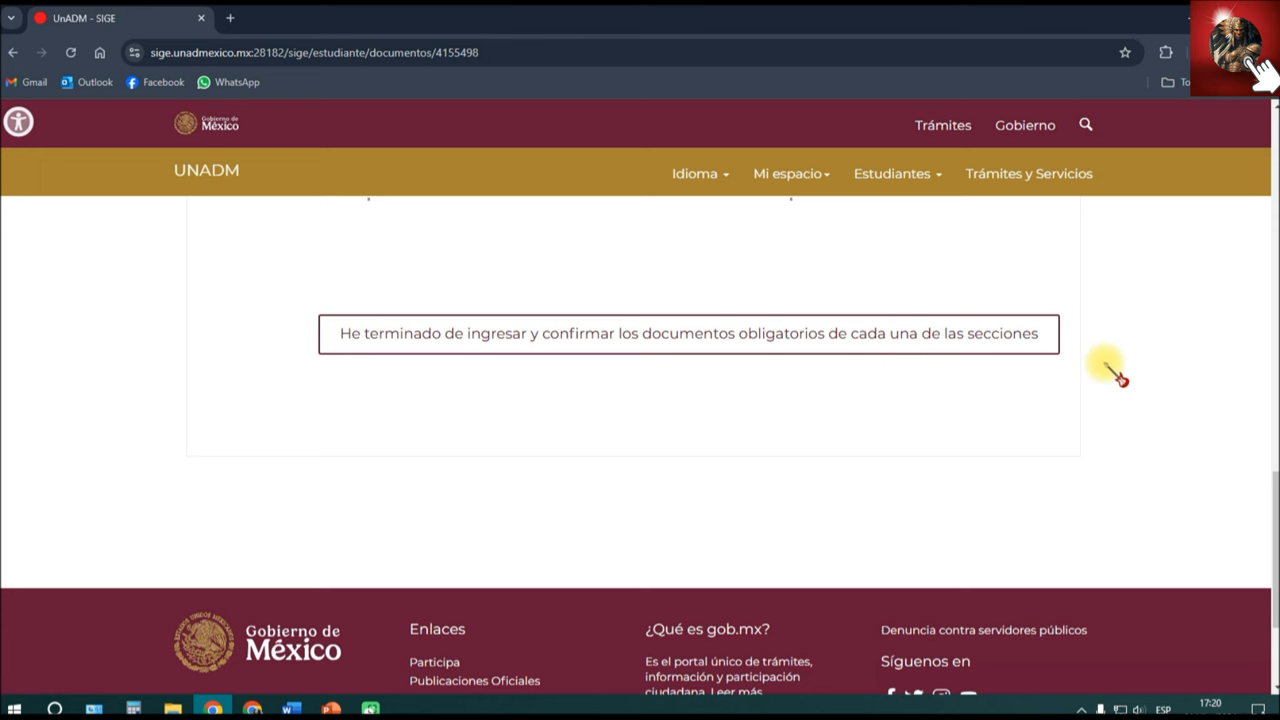 UnADM - SIGE
sige.unadmexico.mx:28182/sige/estudiante/documentos/4155498
Gmail Outlook Facebook WhatsApp To
Gobierno de
México
Trámites Gobierno
UNADM
Idioma Mi espacio Estudiantes Trámites y Servicios
He terminado de ingresar y confirmar los documentos obligatorios de cada una de las secciones
Gobierno de
México
Enlaces
Participa
Publicaciones Oficiales
¿Qué es gob.mx?
Es el portal único de trámites,
información y participación
ciudadana. Leer más
Denuncia contra servidores públicos
Síguenos en
ESP
17:20